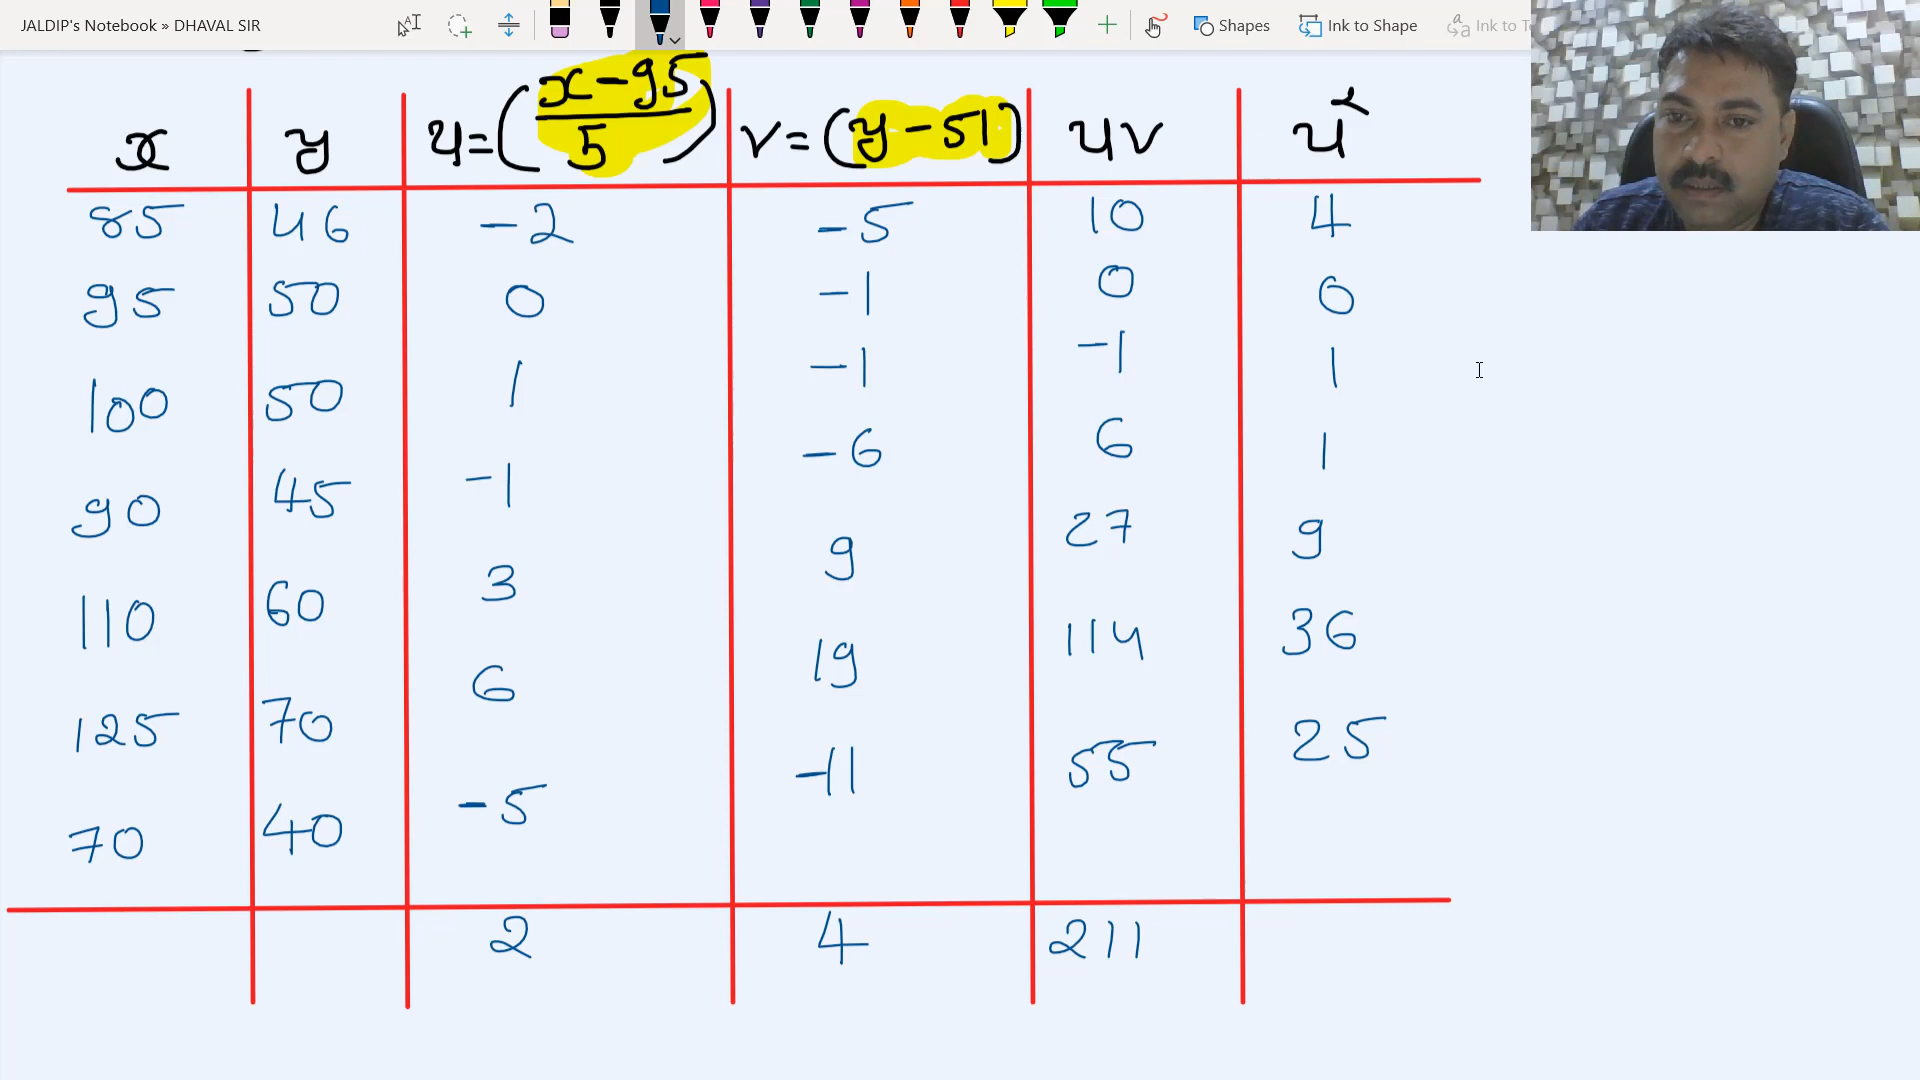 JALDIP's Notebook » DHAVAL SIR
Shapes
Ink to Shape
Ink to
x y u=(x-95/5) v=(y-51) uv u²
85 46 -2 -5 10 4
95 50 0 -1 0 0
100 50 1 -1 -1 1
90 45 -1 -6 6 1
110 60 3 9 27 9
125 70 6 19 114 36
70 40 -5 -11 55 25
2 4 211